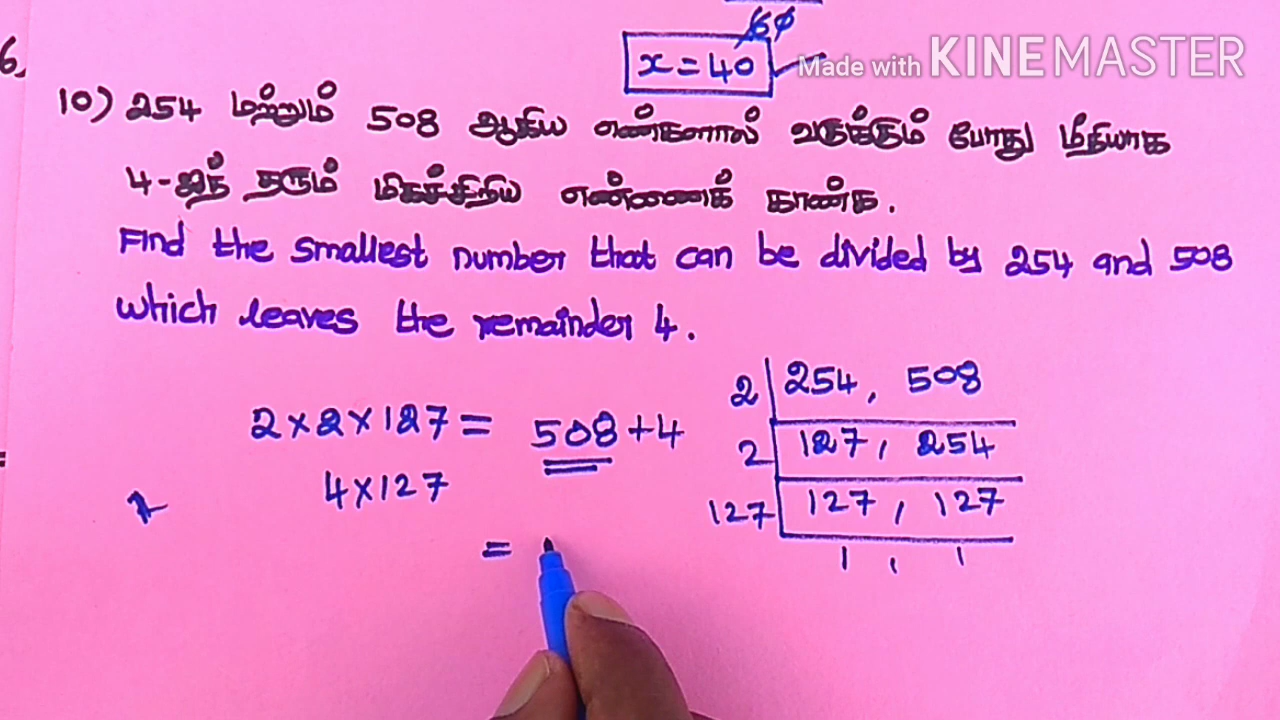 60
x = 40
Made with KINEMASTER
6,
10) 254 மற்றும் 508 ஆகிய எண்களால் வகுக்கும் போது மீதியாக
4-ஐத் தரும் மிகச்சிறிய எண்ணைக் காண்க.
Find the smallest number that can be divided by 254 and 508
which leaves the remainder 4.
2 × 2 × 127 = 508 + 4
4 × 127
=
2 | 254, 508
2 | 127, 254
127 | 127, 127
1, 1